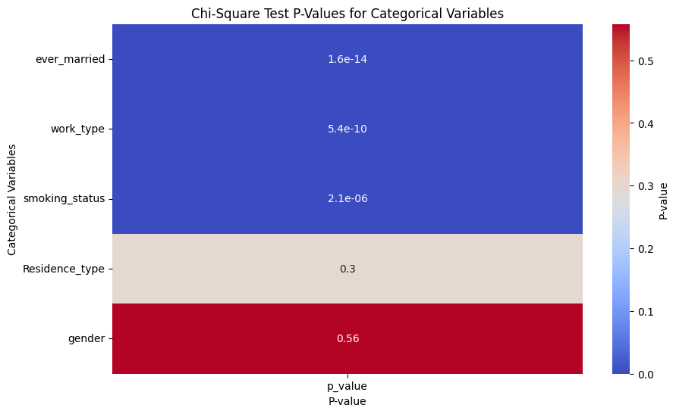 Chi-Square Test P-Values for Categorical Variables
Categorical Variables
ever_married
1.6e-14
work_type
5.4e-10
smoking_status
2.1e-06
Residence_type
0.3
gender
0.56
p_value
P-value
0.5
0.4
0.3
0.2
0.1
0.0
P-value